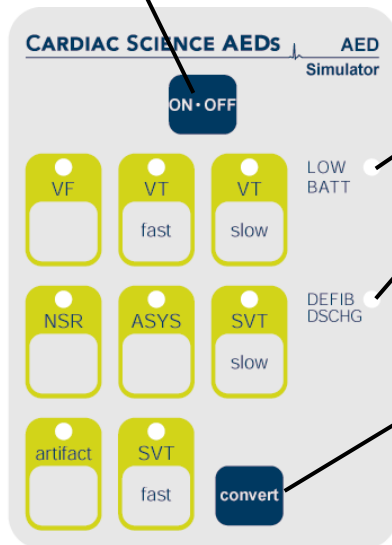 CARDIAC SCIENCE AEDS
AED
Simulator
ON•OFF
VF
VT
fast
VT
slow
LOW
BATT
NSR
ASYS
SVT
slow
DEFIB
DSCHG
artifact
SVT
fast
convert